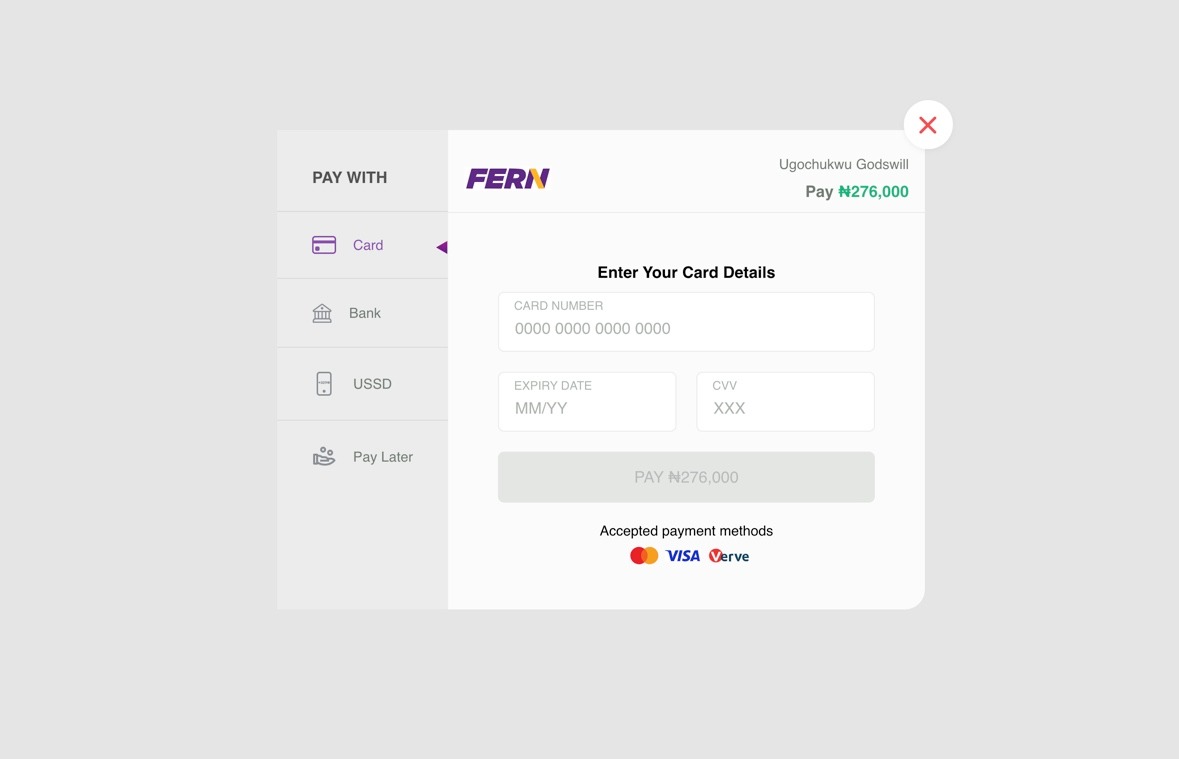 PAY WITH
Card
Bank
USSD
Pay Later
FERN
Ugochukwu Godswill
Pay ₦276,000
Enter Your Card Details
CARD NUMBER
0000 0000 0000 0000
EXPIRY DATE
MM/YY
CVV
XXX
PAY ₦276,000
Accepted payment methods
VISA Verve